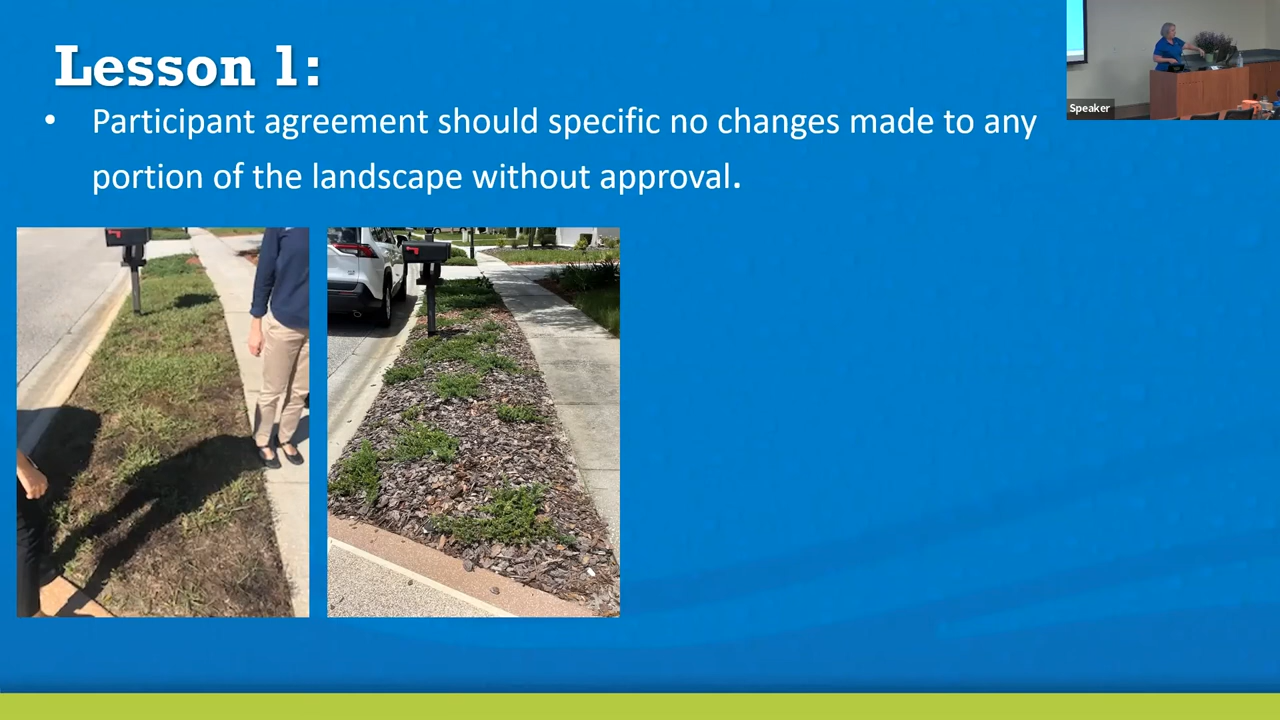 Lesson 1:
• Participant agreement should specific no changes made to any
portion of the landscape without approval.
Speaker